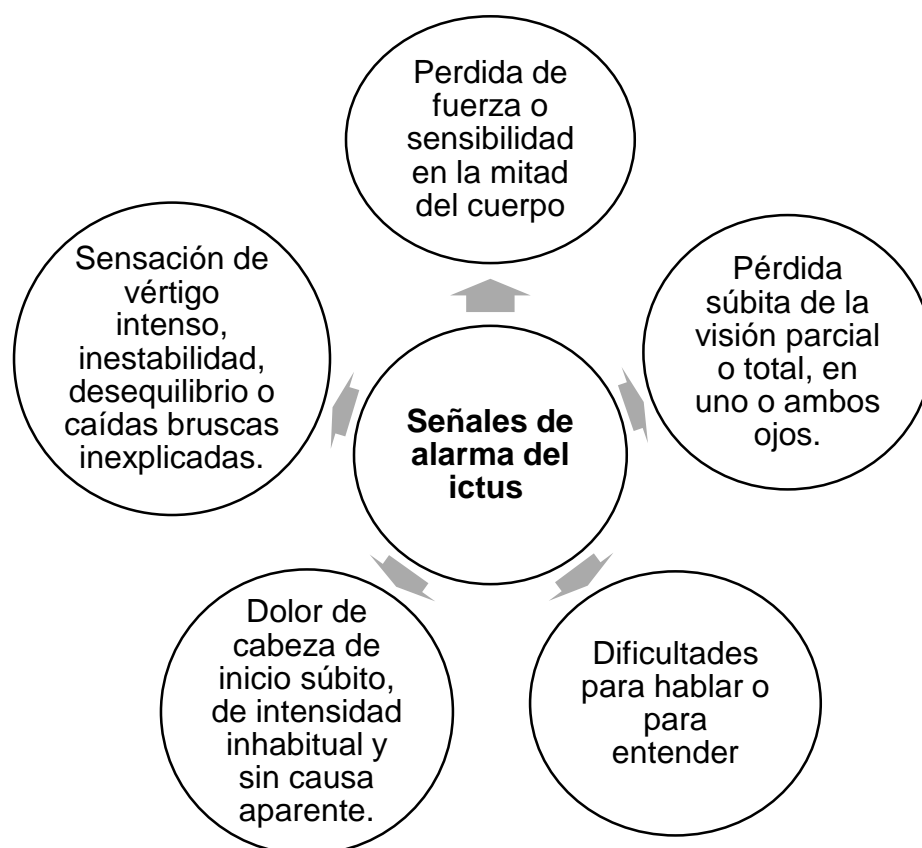 Perdida de
fuerza o
sensibilidad
en la mitad
del cuerpo
Sensación de
vértigo
intenso,
inestabilidad,
desequilibrio o
caídas bruscas
inexplicadas.
Pérdida
súbita de la
visión parcial
o total, en
uno o ambos
ojos.
Señales de
alarma del
ictus
Dolor de
cabeza de
inicio súbito,
de intensidad
inhabitual y
sin causa
aparente.
Dificultades
para hablar o
para
entender